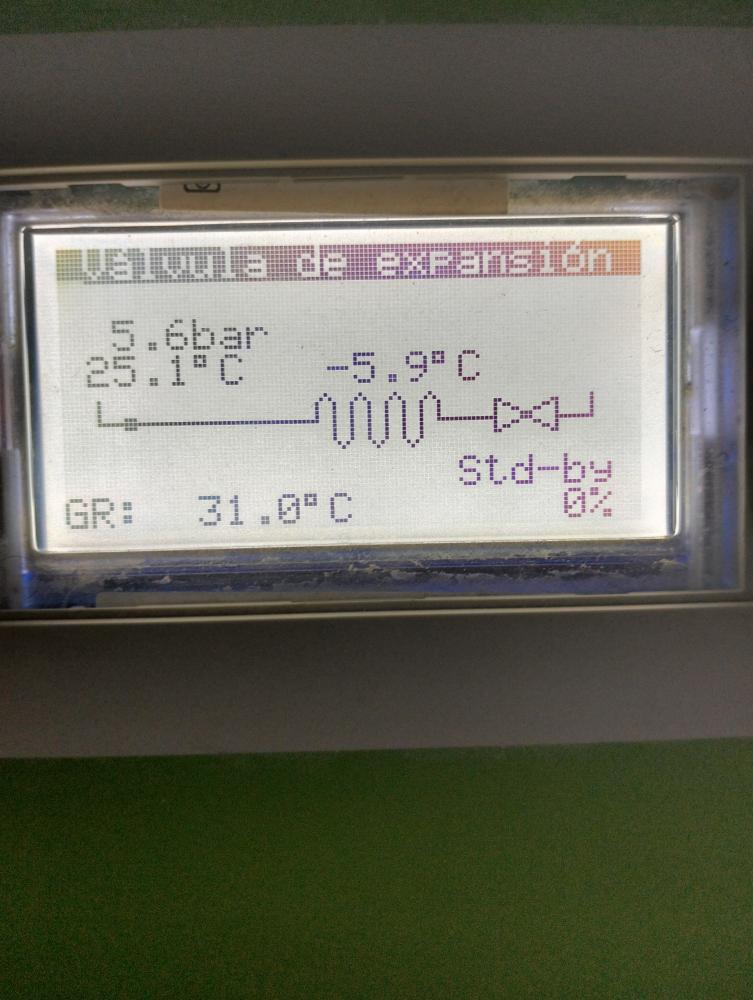 Válvula de expansión
5.6bar
25.1°C -5.9°C
Std-by
GR: 31.0°C 0%